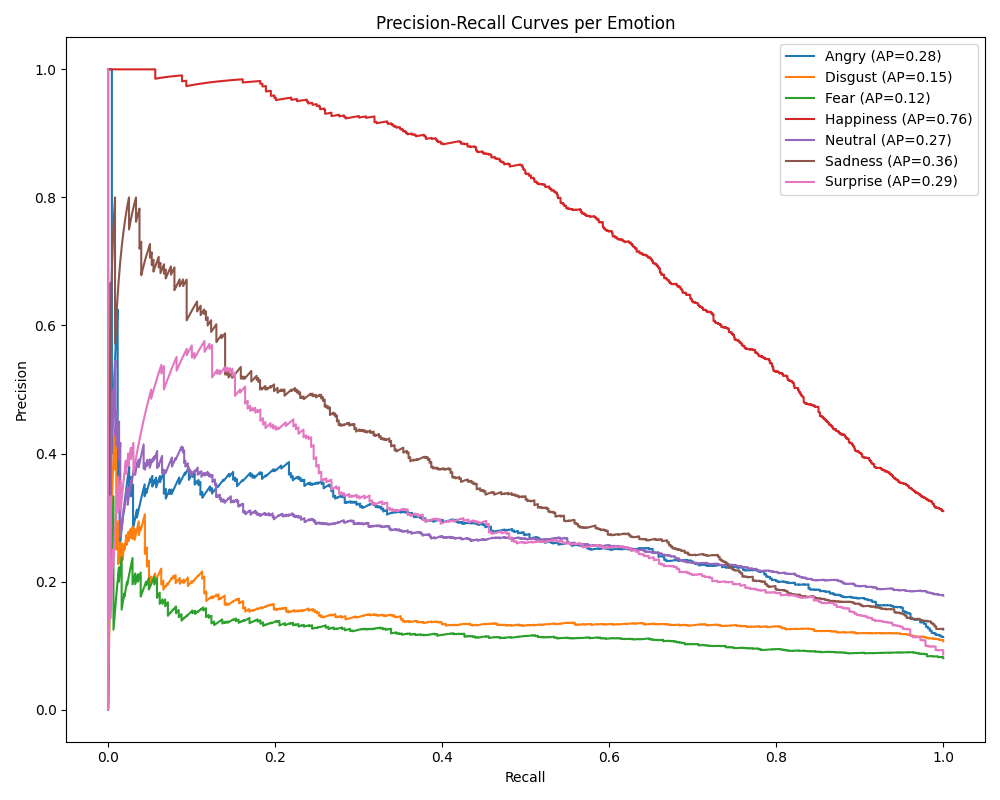 Precision-Recall Curves per Emotion
Angry (AP=0.28)
Disgust (AP=0.15)
Fear (AP=0.12)
Happiness (AP=0.76)
Neutral (AP=0.27)
Sadness (AP=0.36)
Surprise (AP=0.29)
Precision
1.0
0.8
0.6
0.4
0.2
0.0
0.0 0.2 0.4 0.6 0.8 1.0
Recall